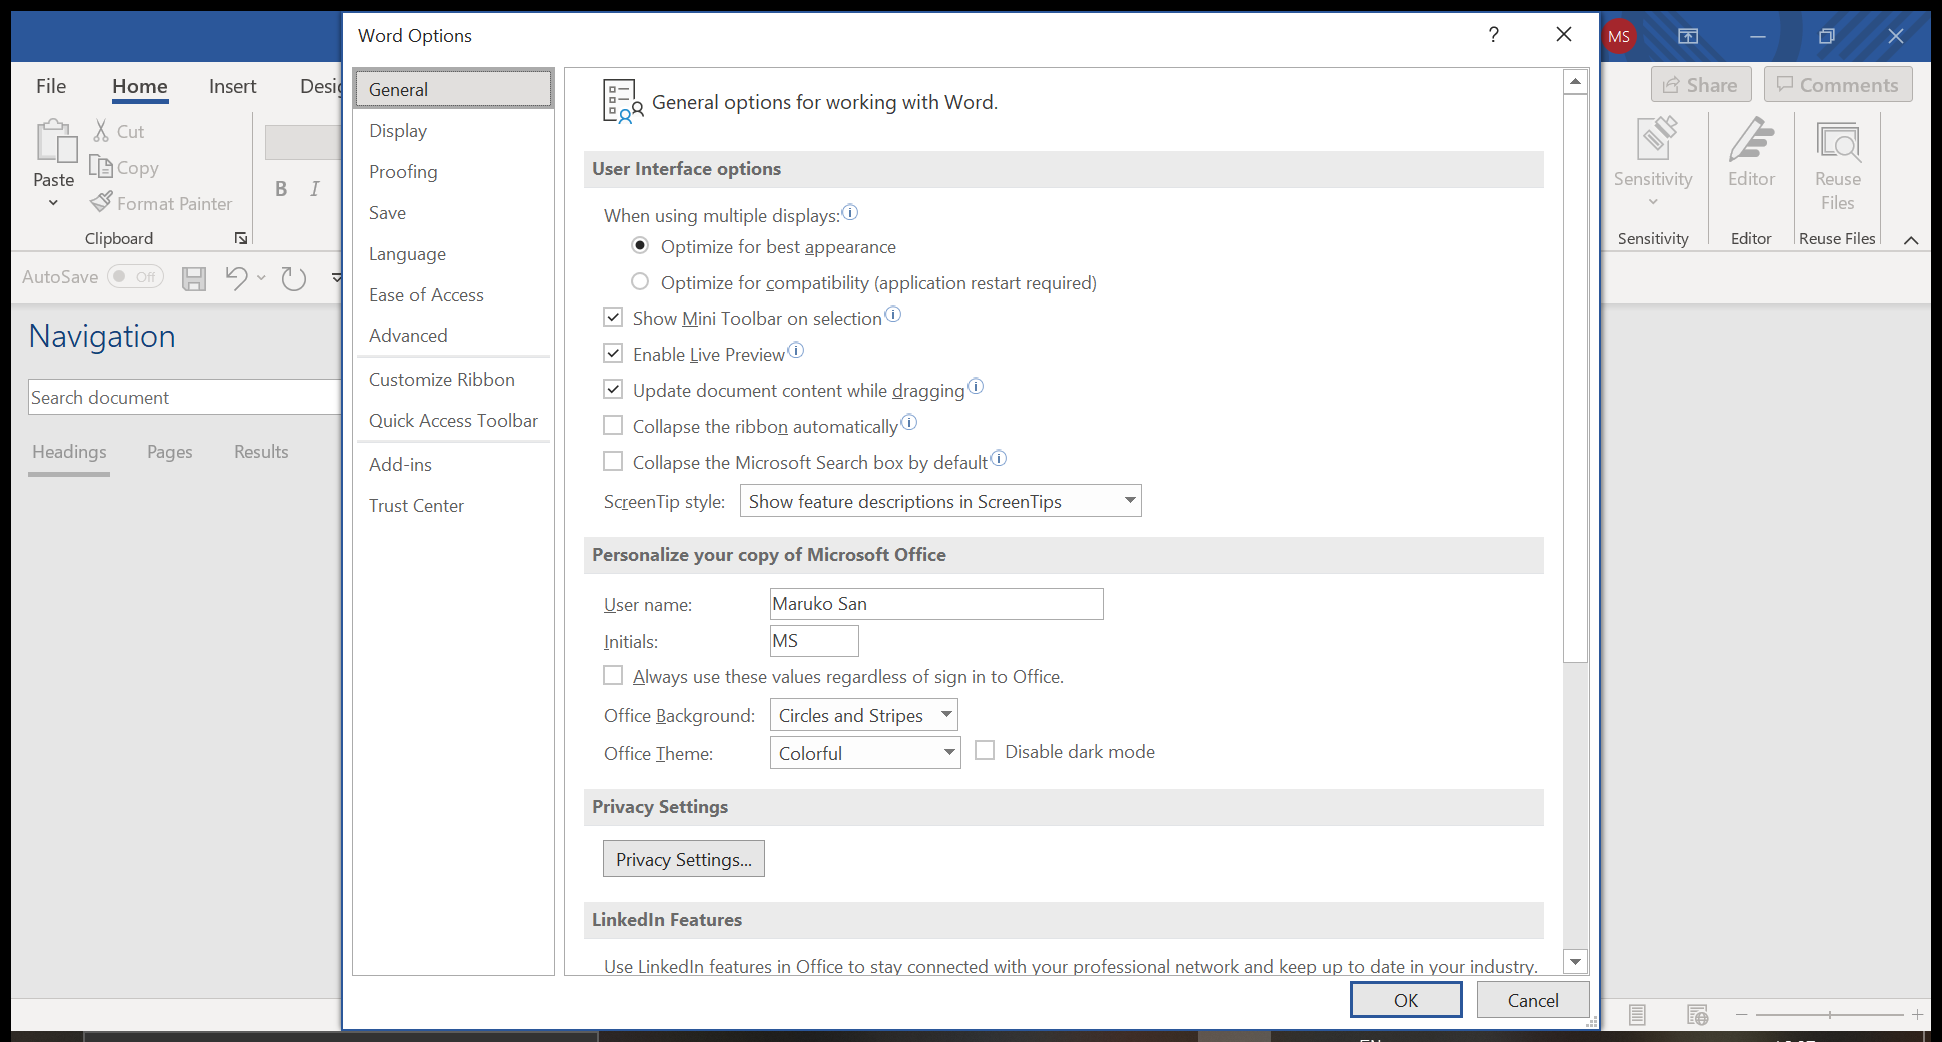 Word Options
?
MS
File
Home
Insert
Share
Comments
Cut
Copy
Paste
Format Painter
B I
Clipboard
Sensitivity
Editor
Reuse
Files
Sensitivity
Editor
Reuse Files
AutoSave
Off
Navigation
Search document
Headings
Pages
Results
General
Display
Proofing
Save
Language
Ease of Access
Advanced
Customize Ribbon
Quick Access Toolbar
Add-ins
Trust Center
General options for working with Word.
User Interface options
When using multiple displays:
Optimize for best appearance
Optimize for compatibility (application restart required)
Show Mini Toolbar on selection
Enable Live Preview
Update document content while dragging
Collapse the ribbon automatically
Collapse the Microsoft Search box by default
ScreenTip style: Show feature descriptions in ScreenTips
Personalize your copy of Microsoft Office
User name: Maruko San
Initials: MS
Always use these values regardless of sign in to Office.
Office Background: Circles and Stripes
Office Theme: Colorful
Disable dark mode
Privacy Settings
Privacy Settings...
LinkedIn Features
Use LinkedIn features in Office to stay connected with your professional network and keep up to date in your industry.
OK
Cancel